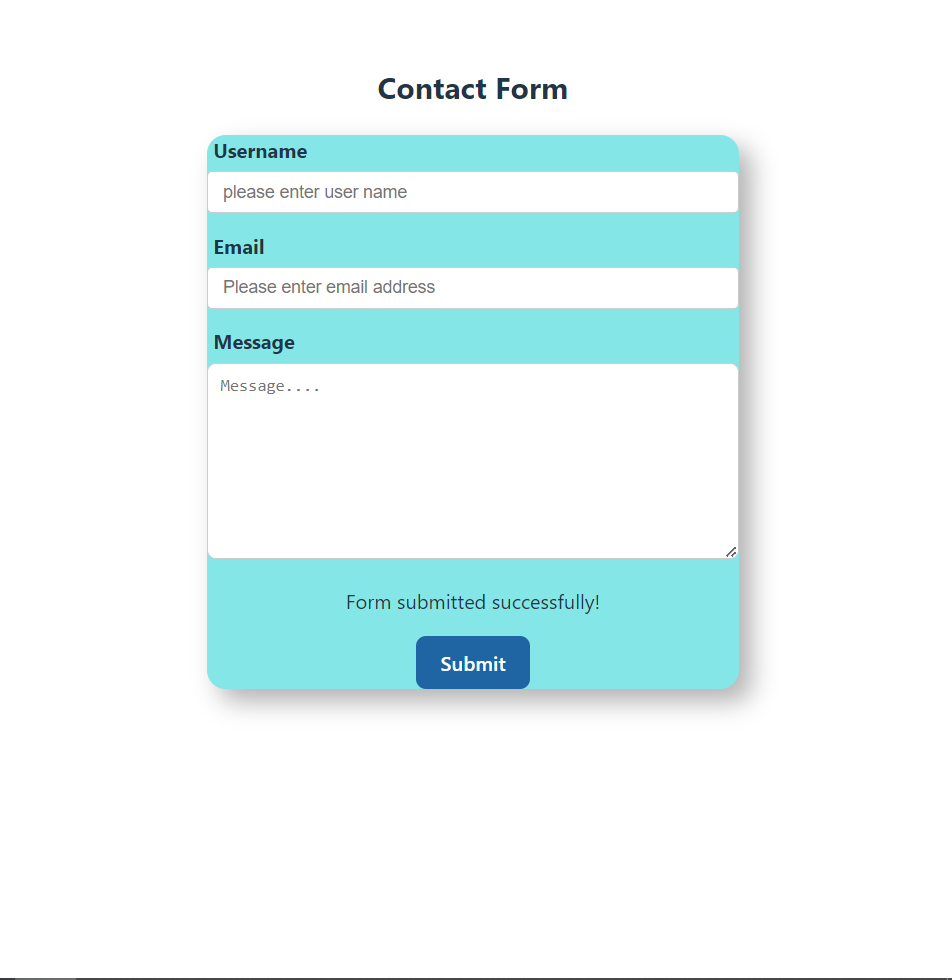 Contact Form
Username
please enter user name
Email
Please enter email address
Message
Message....
Form submitted successfully!
Submit